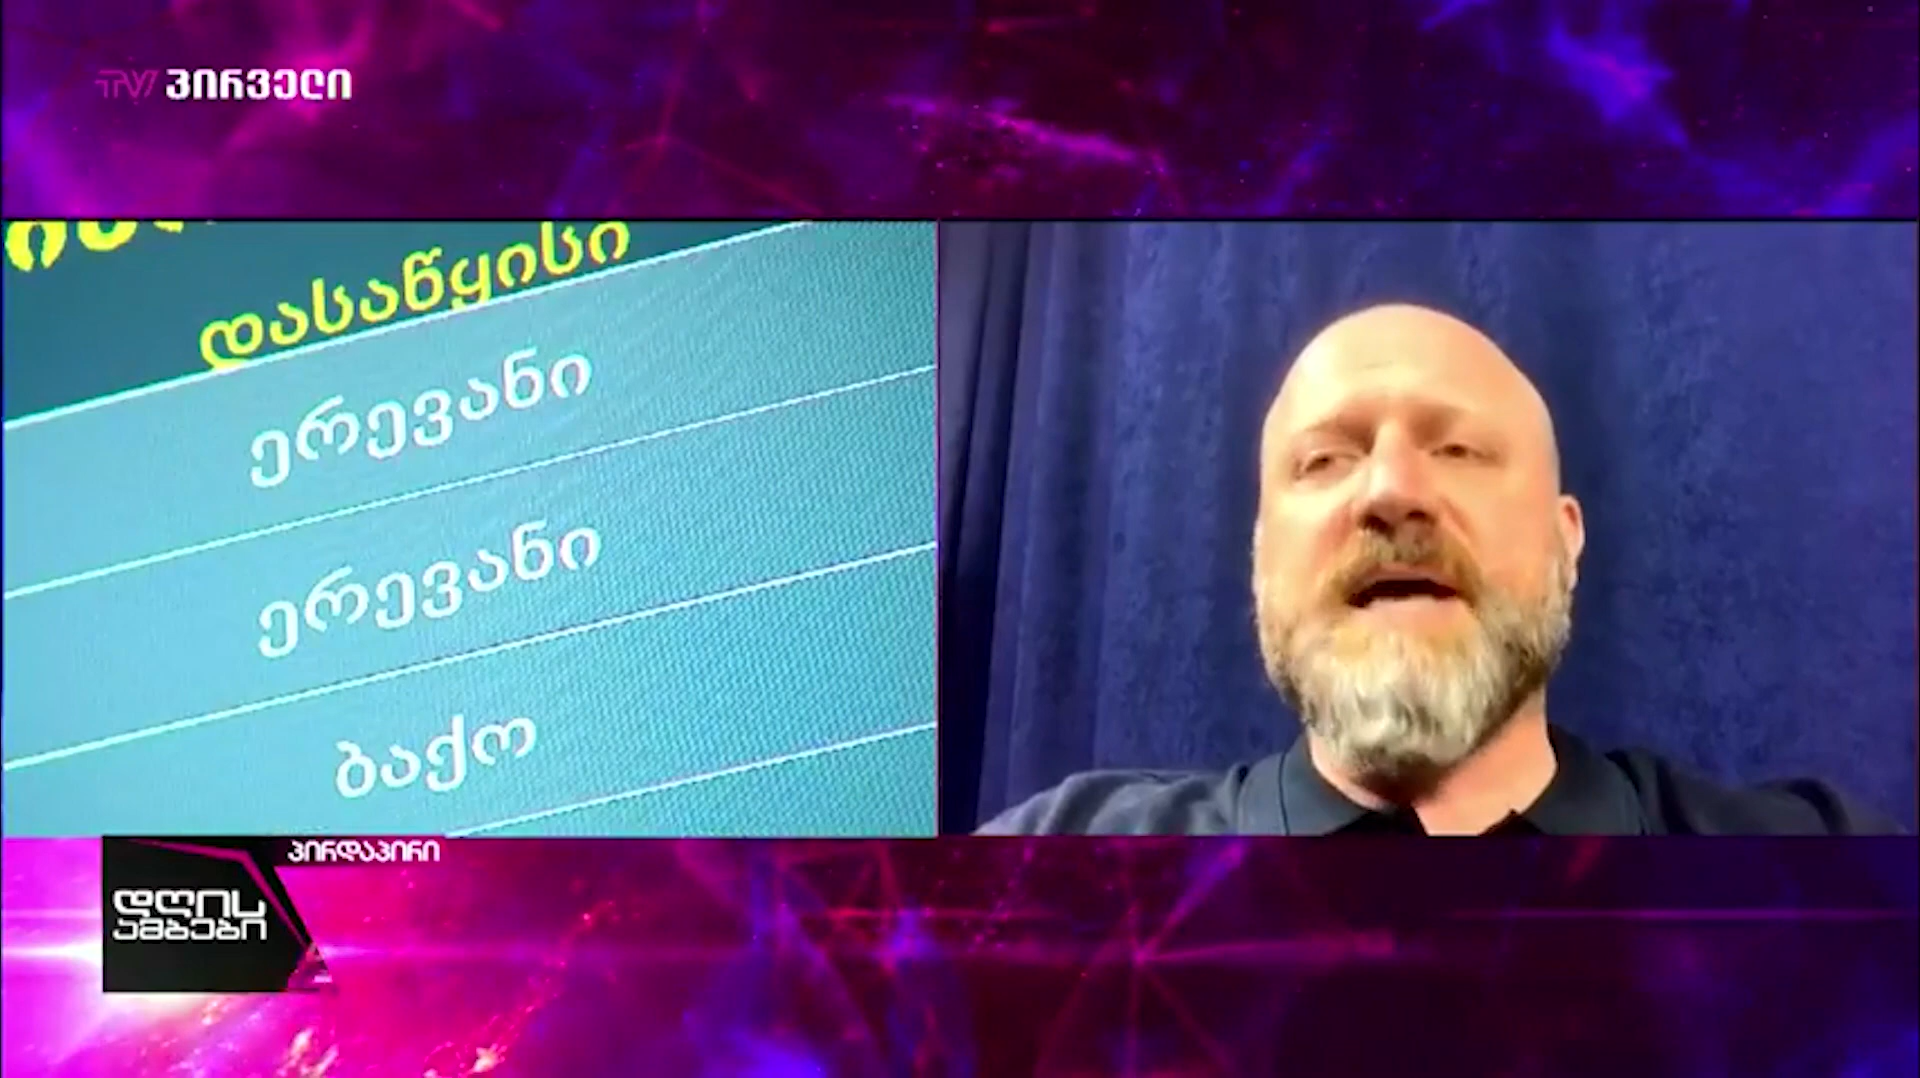 TV პირველი
დასაწყისი
ერევანი
ერევანი
ბაქო
პირდაპირი
დღის
ამბები